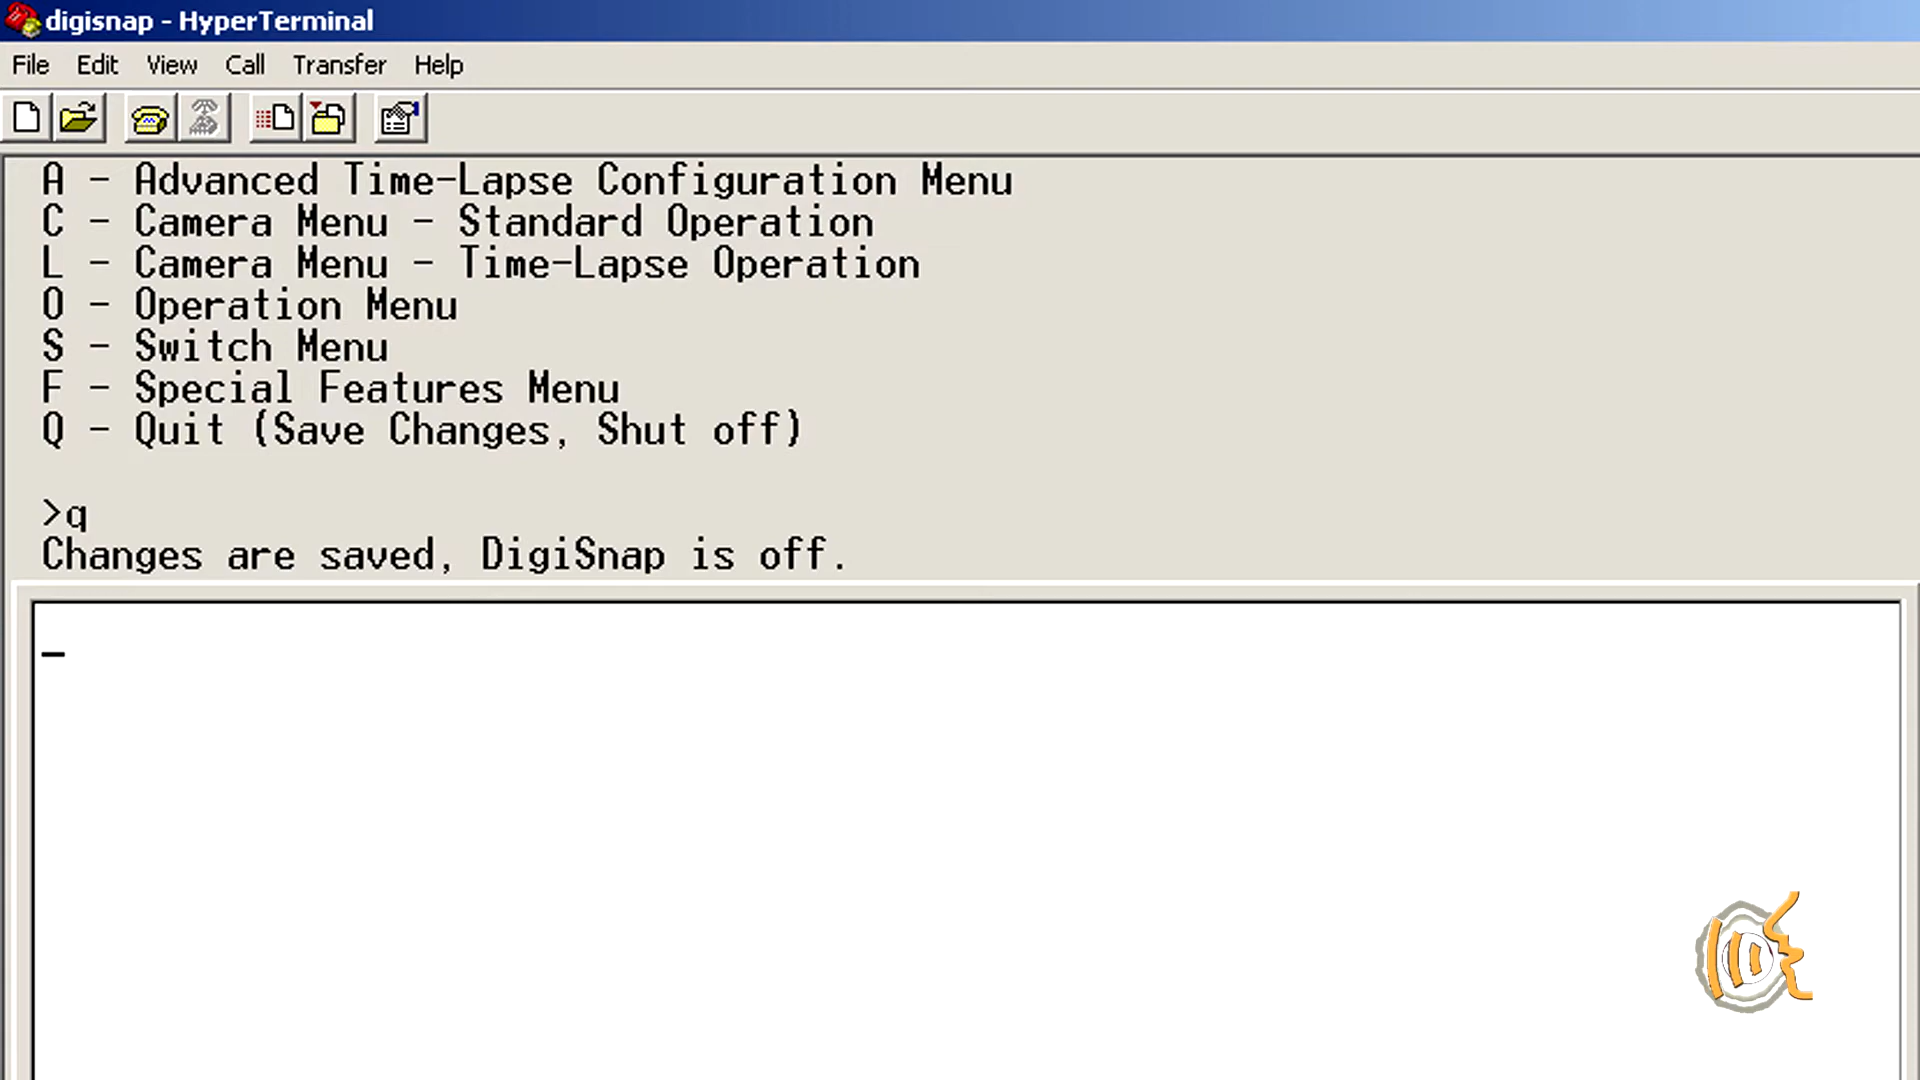 digisnap - HyperTerminal
File Edit View Call Transfer Help
A - Advanced Time-Lapse Configuration Menu
C - Camera Menu - Standard Operation
L - Camera Menu - Time-Lapse Operation
O - Operation Menu
S - Switch Menu
F - Special Features Menu
Q - Quit (Save Changes, Shut off)
>q
Changes are saved, DigiSnap is off.
_